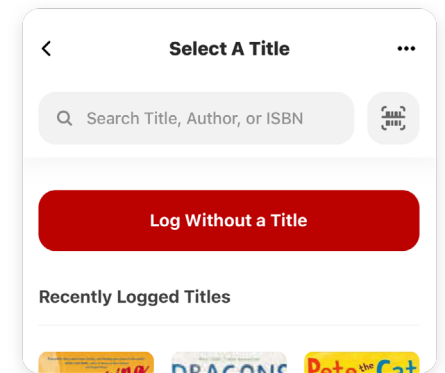 Select A Title
Search Title, Author, or ISBN
Log Without a Title
Recently Logged Titles
DRAGONS
Pete the Cat